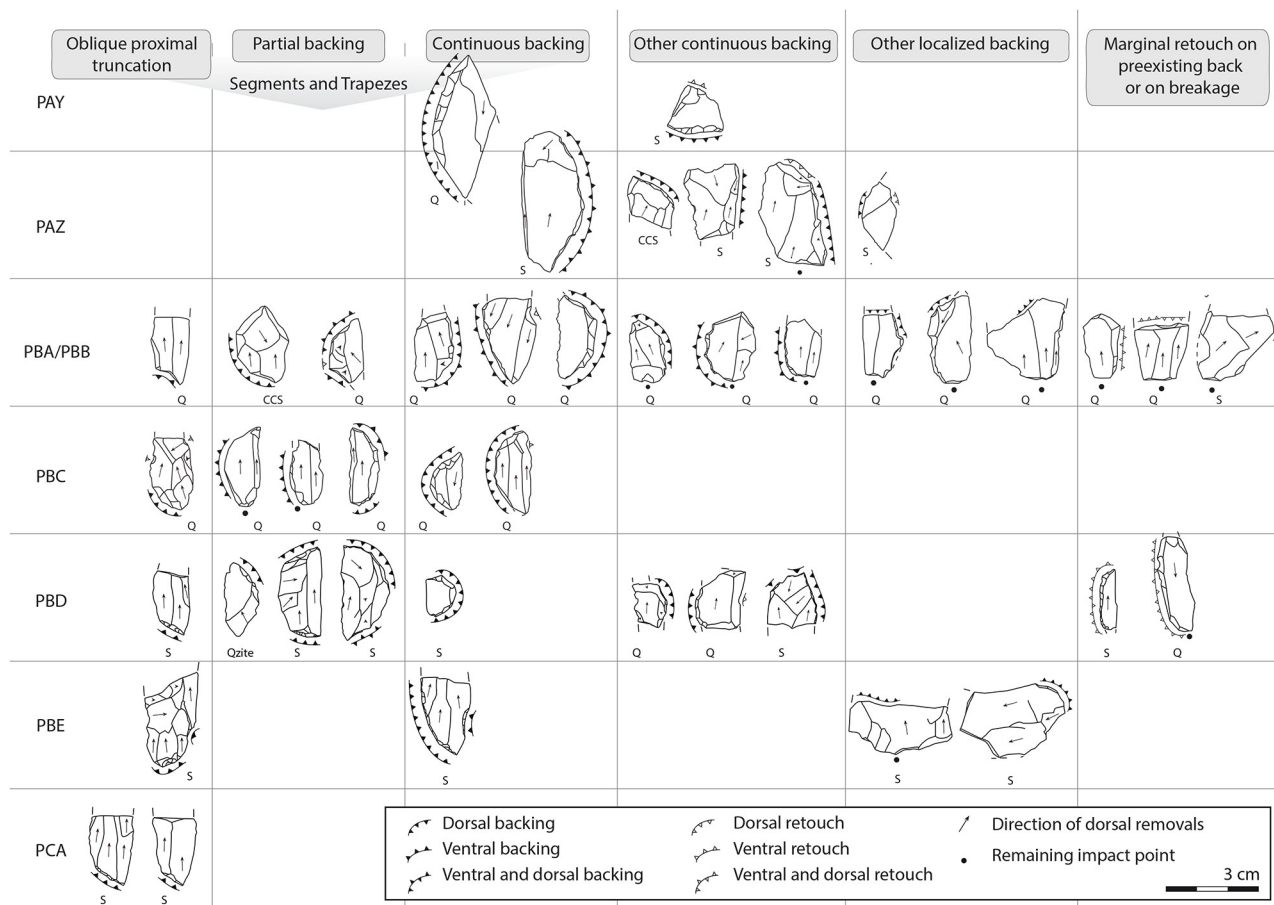 Oblique proximal
truncation
Partial backing
Continuous backing
Other continuous backing
Other localized backing
Marginal retouch on
preexisting back
or on breakage
Segments and Trapezes
PAY
Q
S
PAZ
S
CCS
S
S
S
PBA/PBB
Q
CCS
Q
Q
Q
Q
Q
Q
Q
Q
Q
Q
Q
Q
S
PBC
Q
Q
Q
Q
Q
Q
PBD
S
Qzite
S
S
S
Q
Q
S
S
Q
PBE
S
S
S
S
PCA
S
S
Dorsal backing
Ventral backing
Ventral and dorsal backing
Dorsal retouch
Ventral retouch
Ventral and dorsal retouch
Direction of dorsal removals
Remaining impact point
3 cm